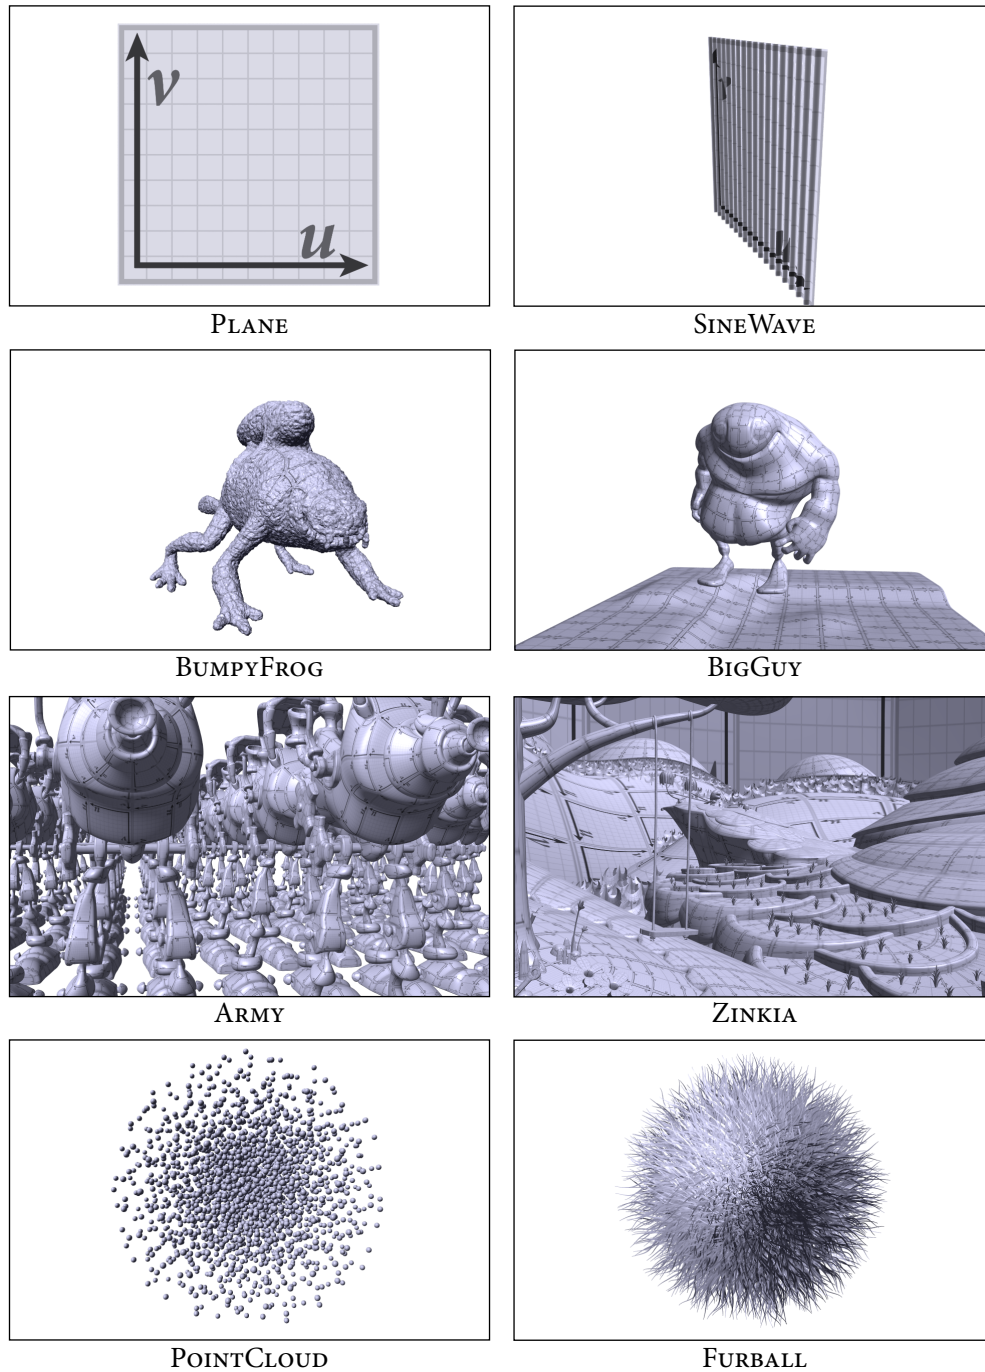 v
u
PLANE
SINEWAVE
BUMPYFROG
BIGGUY
ARMY
ZINKIA
POINTCLOUD
FURBALL